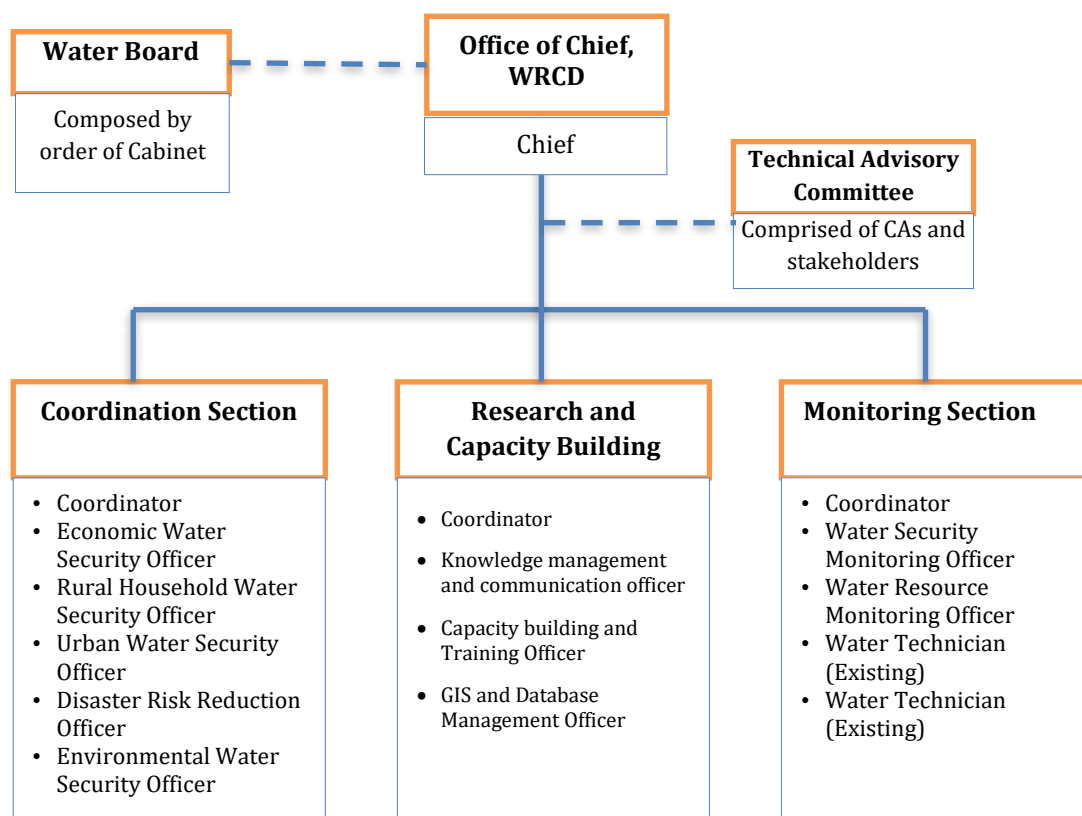 Water Board
Composed by
order of Cabinet
Office of Chief,
WRCD
Chief
Technical Advisory
Committee
Comprised of CAs and
stakeholders
Coordination Section
• Coordinator
• Economic Water
Security Officer
• Rural Household Water
Security Officer
• Urban Water Security
Officer
• Disaster Risk Reduction
Officer
• Environmental Water
Security Officer
Research and
Capacity Building
• Coordinator
• Knowledge management
and communication officer
• Capacity building and
Training Officer
• GIS and Database
Management Officer
Monitoring Section
• Coordinator
• Water Security
Monitoring Officer
• Water Resource
Monitoring Officer
• Water Technician
(Existing)
• Water Technician
(Existing)